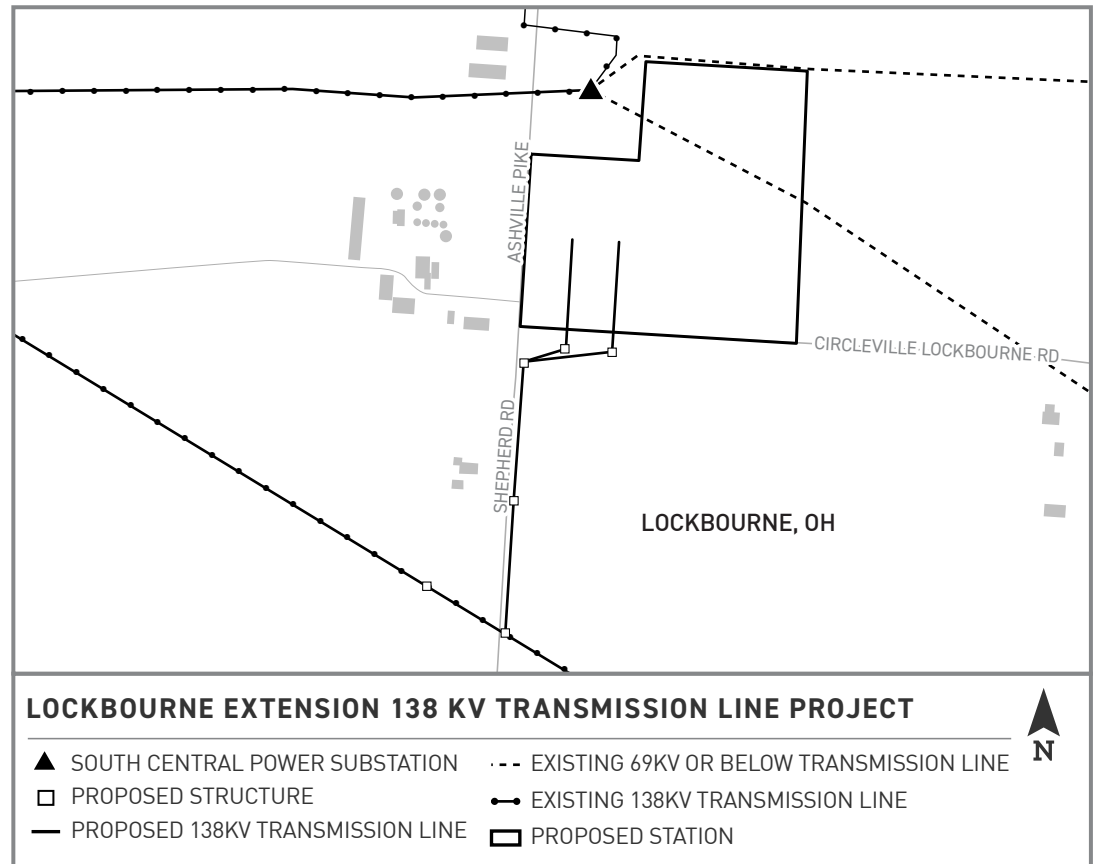 ASHVILLE PIKE
CIRCLEVILLE LOCKBOURNE RD
SHEPHERD RD
LOCKBOURNE, OH
LOCKBOURNE EXTENSION 138 KV TRANSMISSION LINE PROJECT
N
SOUTH CENTRAL POWER SUBSTATION
PROPOSED STRUCTURE
PROPOSED 138KV TRANSMISSION LINE
EXISTING 69KV OR BELOW TRANSMISSION LINE
EXISTING 138KV TRANSMISSION LINE
PROPOSED STATION